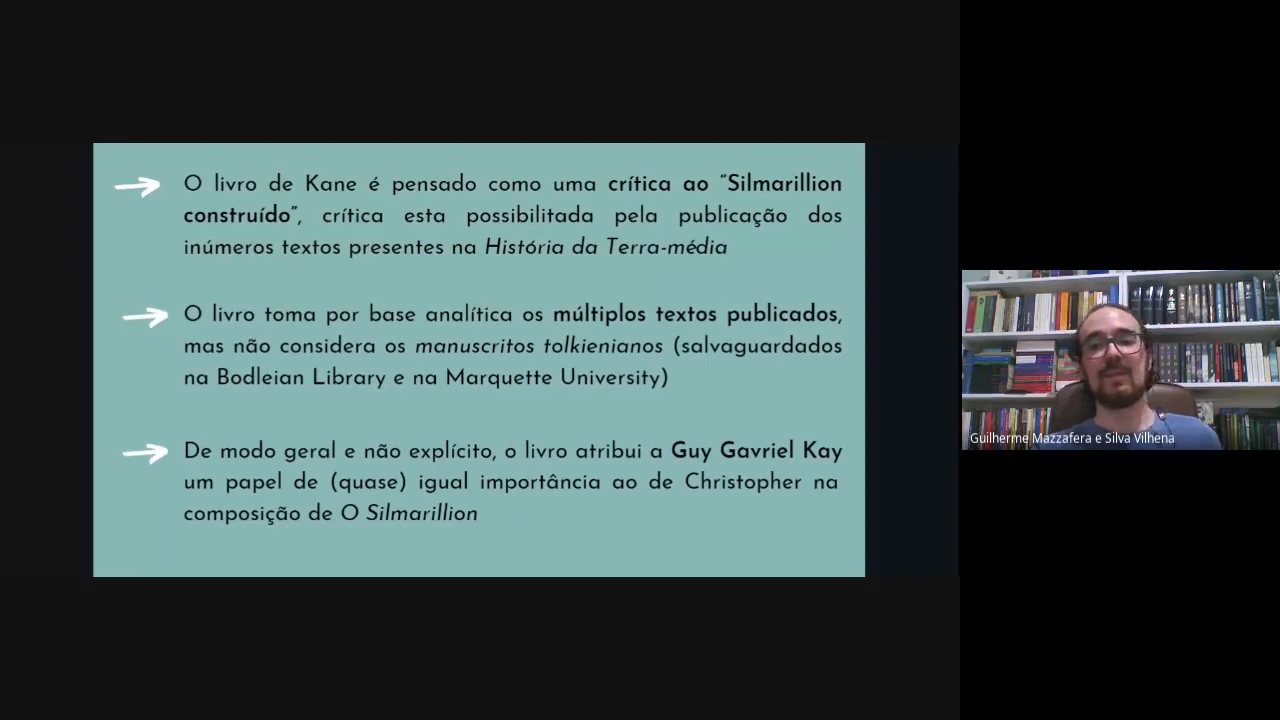 O livro de Kane é pensado como uma crítica ao “Silmarillion
construído”, crítica esta possibilitada pela publicação dos
inúmeros textos presentes na História da Terra-média
O livro toma por base analítica os múltiplos textos publicados,
mas não considera os manuscritos tolkienianos (salvaguardados
na Bodleian Library e na Marquette University)
De modo geral e não explícito, o livro atribui a Guy Gavriel Kay
um papel de (quase) igual importância ao de Christopher na
composição de O Silmarillion
Guilherme Mazzafera e Silva Vilhena